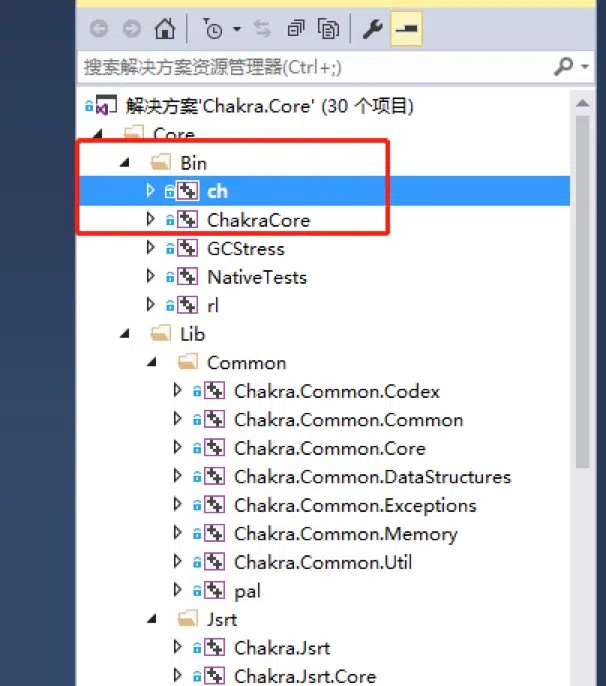 搜索解决方案资源管理器(Ctrl+;)
解决方案'Chakra.Core' (30 个项目)
Core
Bin
ch
ChakraCore
GCStress
NativeTests
rl
Lib
Common
Chakra.Common.Codex
Chakra.Common.Common
Chakra.Common.Core
Chakra.Common.DataStructures
Chakra.Common.Exceptions
Chakra.Common.Memory
Chakra.Common.Util
pal
Jsrt
Chakra.Jsrt
Chakra.Jsrt.Core